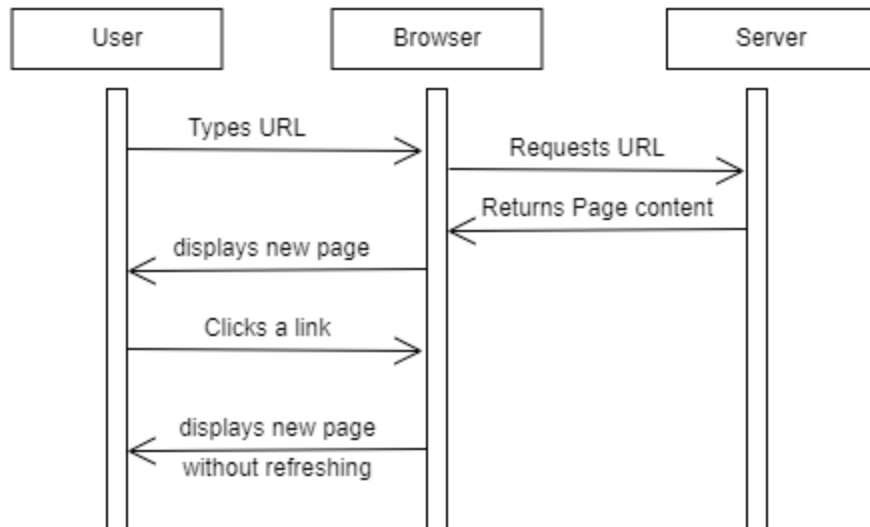 User
Browser
Server
Types URL
Requests URL
Returns Page content
displays new page
Clicks a link
displays new page
without refreshing